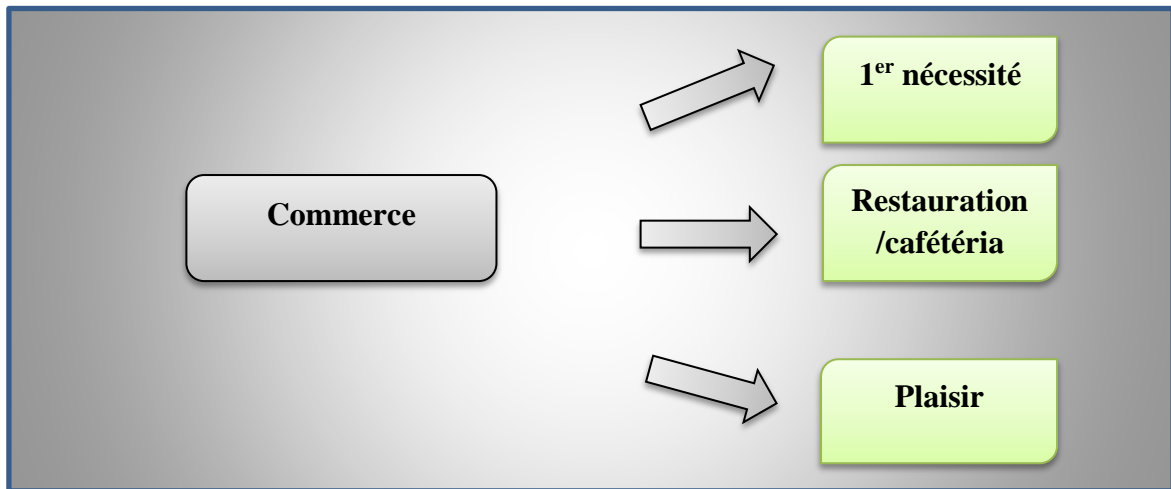 1er nécessité
Commerce
Restauration
/cafétéria
Plaisir